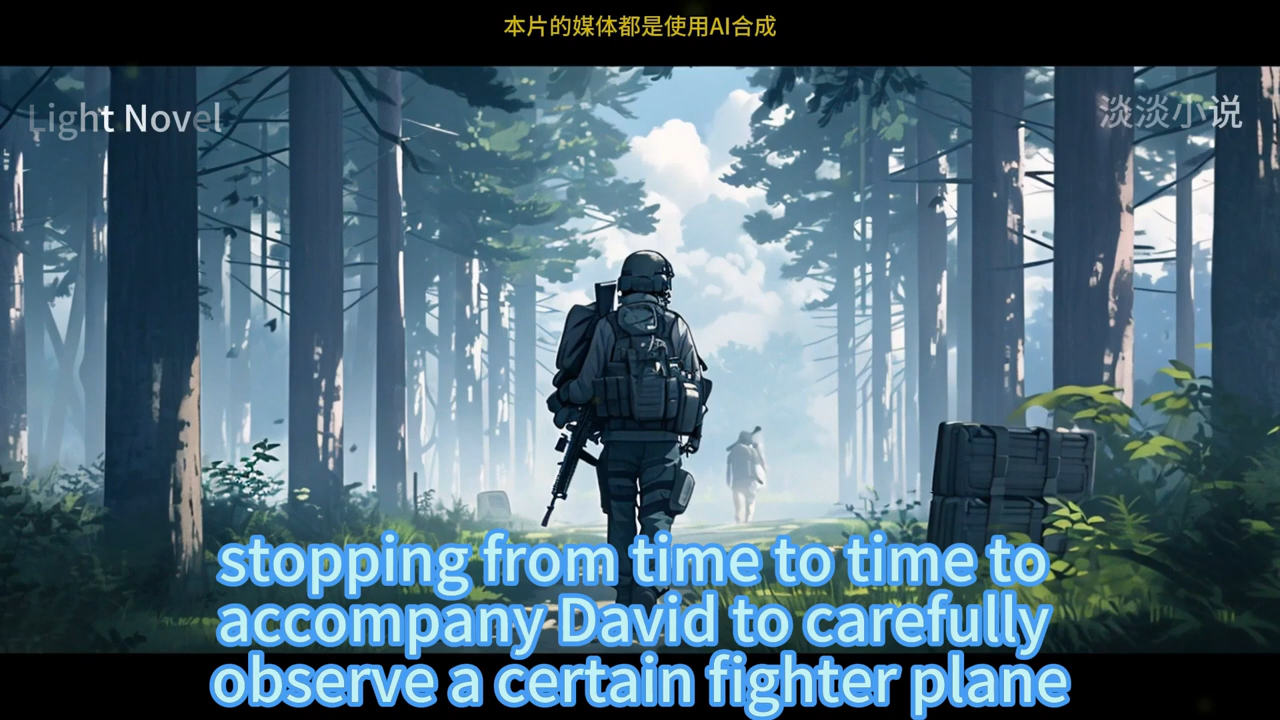 本片的媒体都是使用AI合成
Light Novel
淡淡小说
stopping from time to time to
accompany David to carefully
observe a certain fighter plane